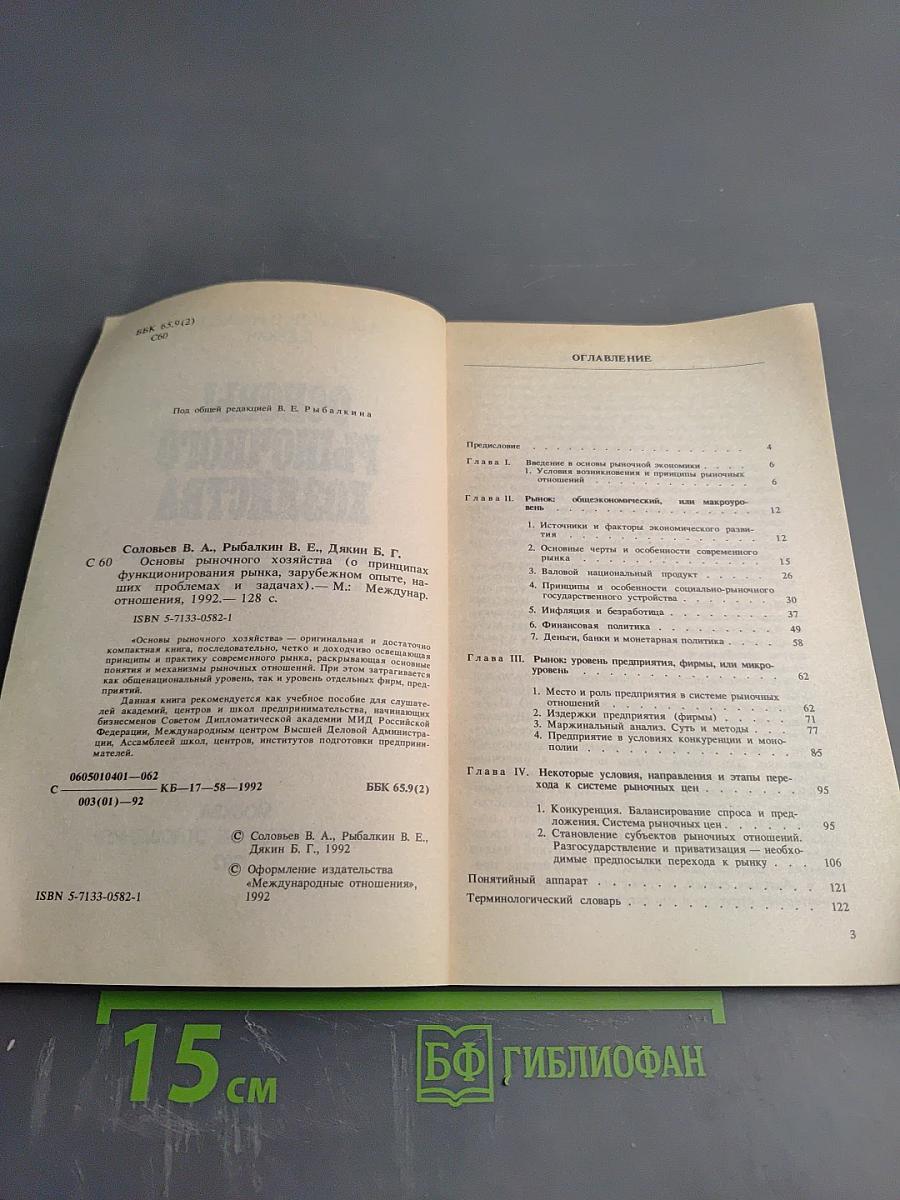 ББК 65.9(2)
С60
Под общей редакцией В. Е. Рыбалкина
Соловьев В. А., Рыбалкин В. Е., Дякин Б. Г.
С 60 Основы рыночного хозяйства (о принципах
функционирования рынка, зарубежном опыте, на-
ших проблемах и задачах).— М.: Междунар.
отношения, 1992.— 128 с.
ISBN 5-7133-0582-1
«Основы рыночного хозяйства» — оригинальная и достаточно
компактная книга, последовательно, четко и доходчиво освещающая
принципы и практику современного рынка, раскрывающая основные
понятия и механизмы рыночных отношений. При этом затрагивается
как общенациональный уровень, так и уровень отдельных фирм, пред-
приятий.
Данная книга рекомендуется как учебное пособие для слушате-
лей академий, центров и школ предпринимательства, начинающих
бизнесменов Советом Дипломатической академии МИД Российской
Федерации, Международным центром Высшей Деловой Администра-
ции, Ассамблеей школ, центров, институтов подготовки предприни-
мателей.
0605010401—062
С ———————— КБ—17—58—1992 ББК 65.9(2)
003(01)—92
© Соловьев В. А., Рыбалкин В. Е.,
Дякин Б. Г., 1992
© Оформление издательства
«Международные отношения»,
ISBN 5-7133-0582-1 1992
ОГЛАВЛЕНИЕ
Предисловие . . . . . . . . . . . . . . . 4
Глава I. Введение в основы рыночной экономики . . . . 6
1. Условия возникновения и принципы рыночных
отношений . . . . . . . . . . . . 6
Глава II. Рынок: общеэкономический, или макроуро-
вень . . . . . . . . . . . . . . 12
1. Источники и факторы экономического разви-
тия . . . . . . . . . . . . . . 12
2. Основные черты и особенности современного
рынка . . . . . . . . . . . . . . 15
3. Валовой национальный продукт . . . . . . 26
4. Принципы и особенности социально-рыночного
государственного устройства . . . . . . . 30
5. Инфляция и безработица . . . . . . . . 37
6. Финансовая политика . . . . . . . . . 49
7. Деньги, банки и монетарная политика . . . . 58
Глава III. Рынок: уровень предприятия, фирмы, или микро-
уровень . . . . . . . . . . . . . 62
1. Место и роль предприятия в системе рыночных
отношений . . . . . . . . . . . . 62
2. Издержки предприятия (фирмы) . . . . . 71
3. Маржинальный анализ. Суть и методы . . . 77
4. Предприятие в условиях конкуренции и моно-
полии . . . . . . . . . . . . . . 85
Глава IV. Некоторые условия, направления и этапы пере-
хода к системе рыночных цен . . . . . . 95
1. Конкуренция. Балансирование спроса и пред-
ложения. Система рыночных цен . . . . . 95
2. Становление субъектов рыночных отношений.
Разгосударствление и приватизация — необхо-
димые предпосылки перехода к рынку . . . 106
Понятийный аппарат . . . . . . . . . . . . . 121
Терминологический словарь . . . . . . . . . . . 122
3
15 см
БФ ГИБЛИОФАН